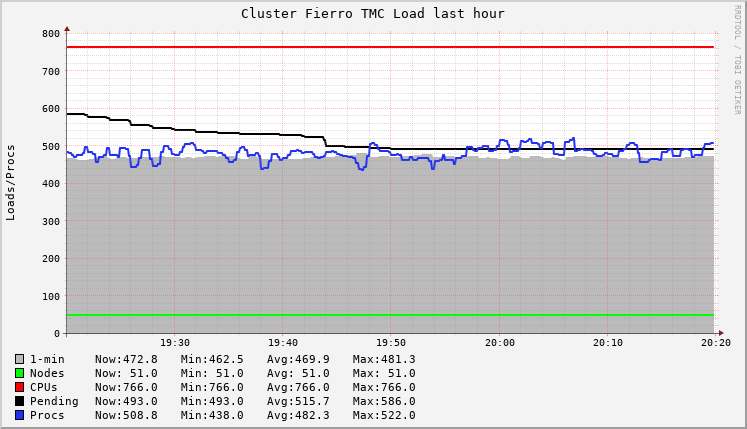 Cluster Fierro TMC Load last hour
RRDTOOL / TOBI OETIKER
Loads/Procs
800
700
600
500
400
300
200
100
0
19:30 19:40 19:50 20:00 20:10 20:20
1-min Now:472.8 Min:462.5 Avg:469.9 Max:481.3
Nodes Now: 51.0 Min: 51.0 Avg: 51.0 Max: 51.0
CPUs Now:766.0 Min:766.0 Avg:766.0 Max:766.0
Pending Now:493.0 Min:493.0 Avg:515.7 Max:586.0
Procs Now:508.8 Min:438.0 Avg:482.3 Max:522.0